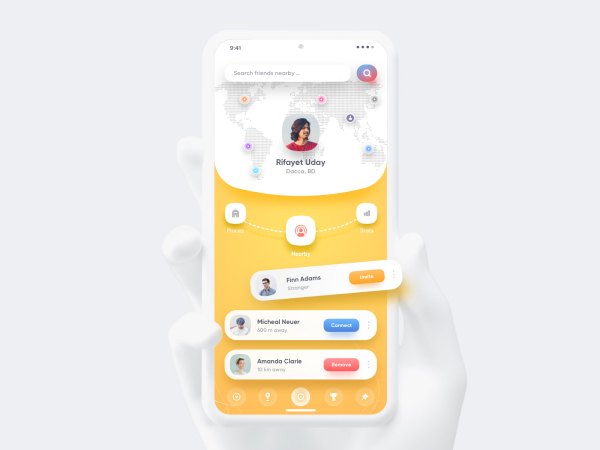 9:41
Search friends nearby ...
Rifayet Uday
Dacca, BD
Places
Stats
Nearby
Finn Adams
Stranger
Invite
Micheal Neuer
600 m away
Connect
Amanda Clarie
10 km away
Remove